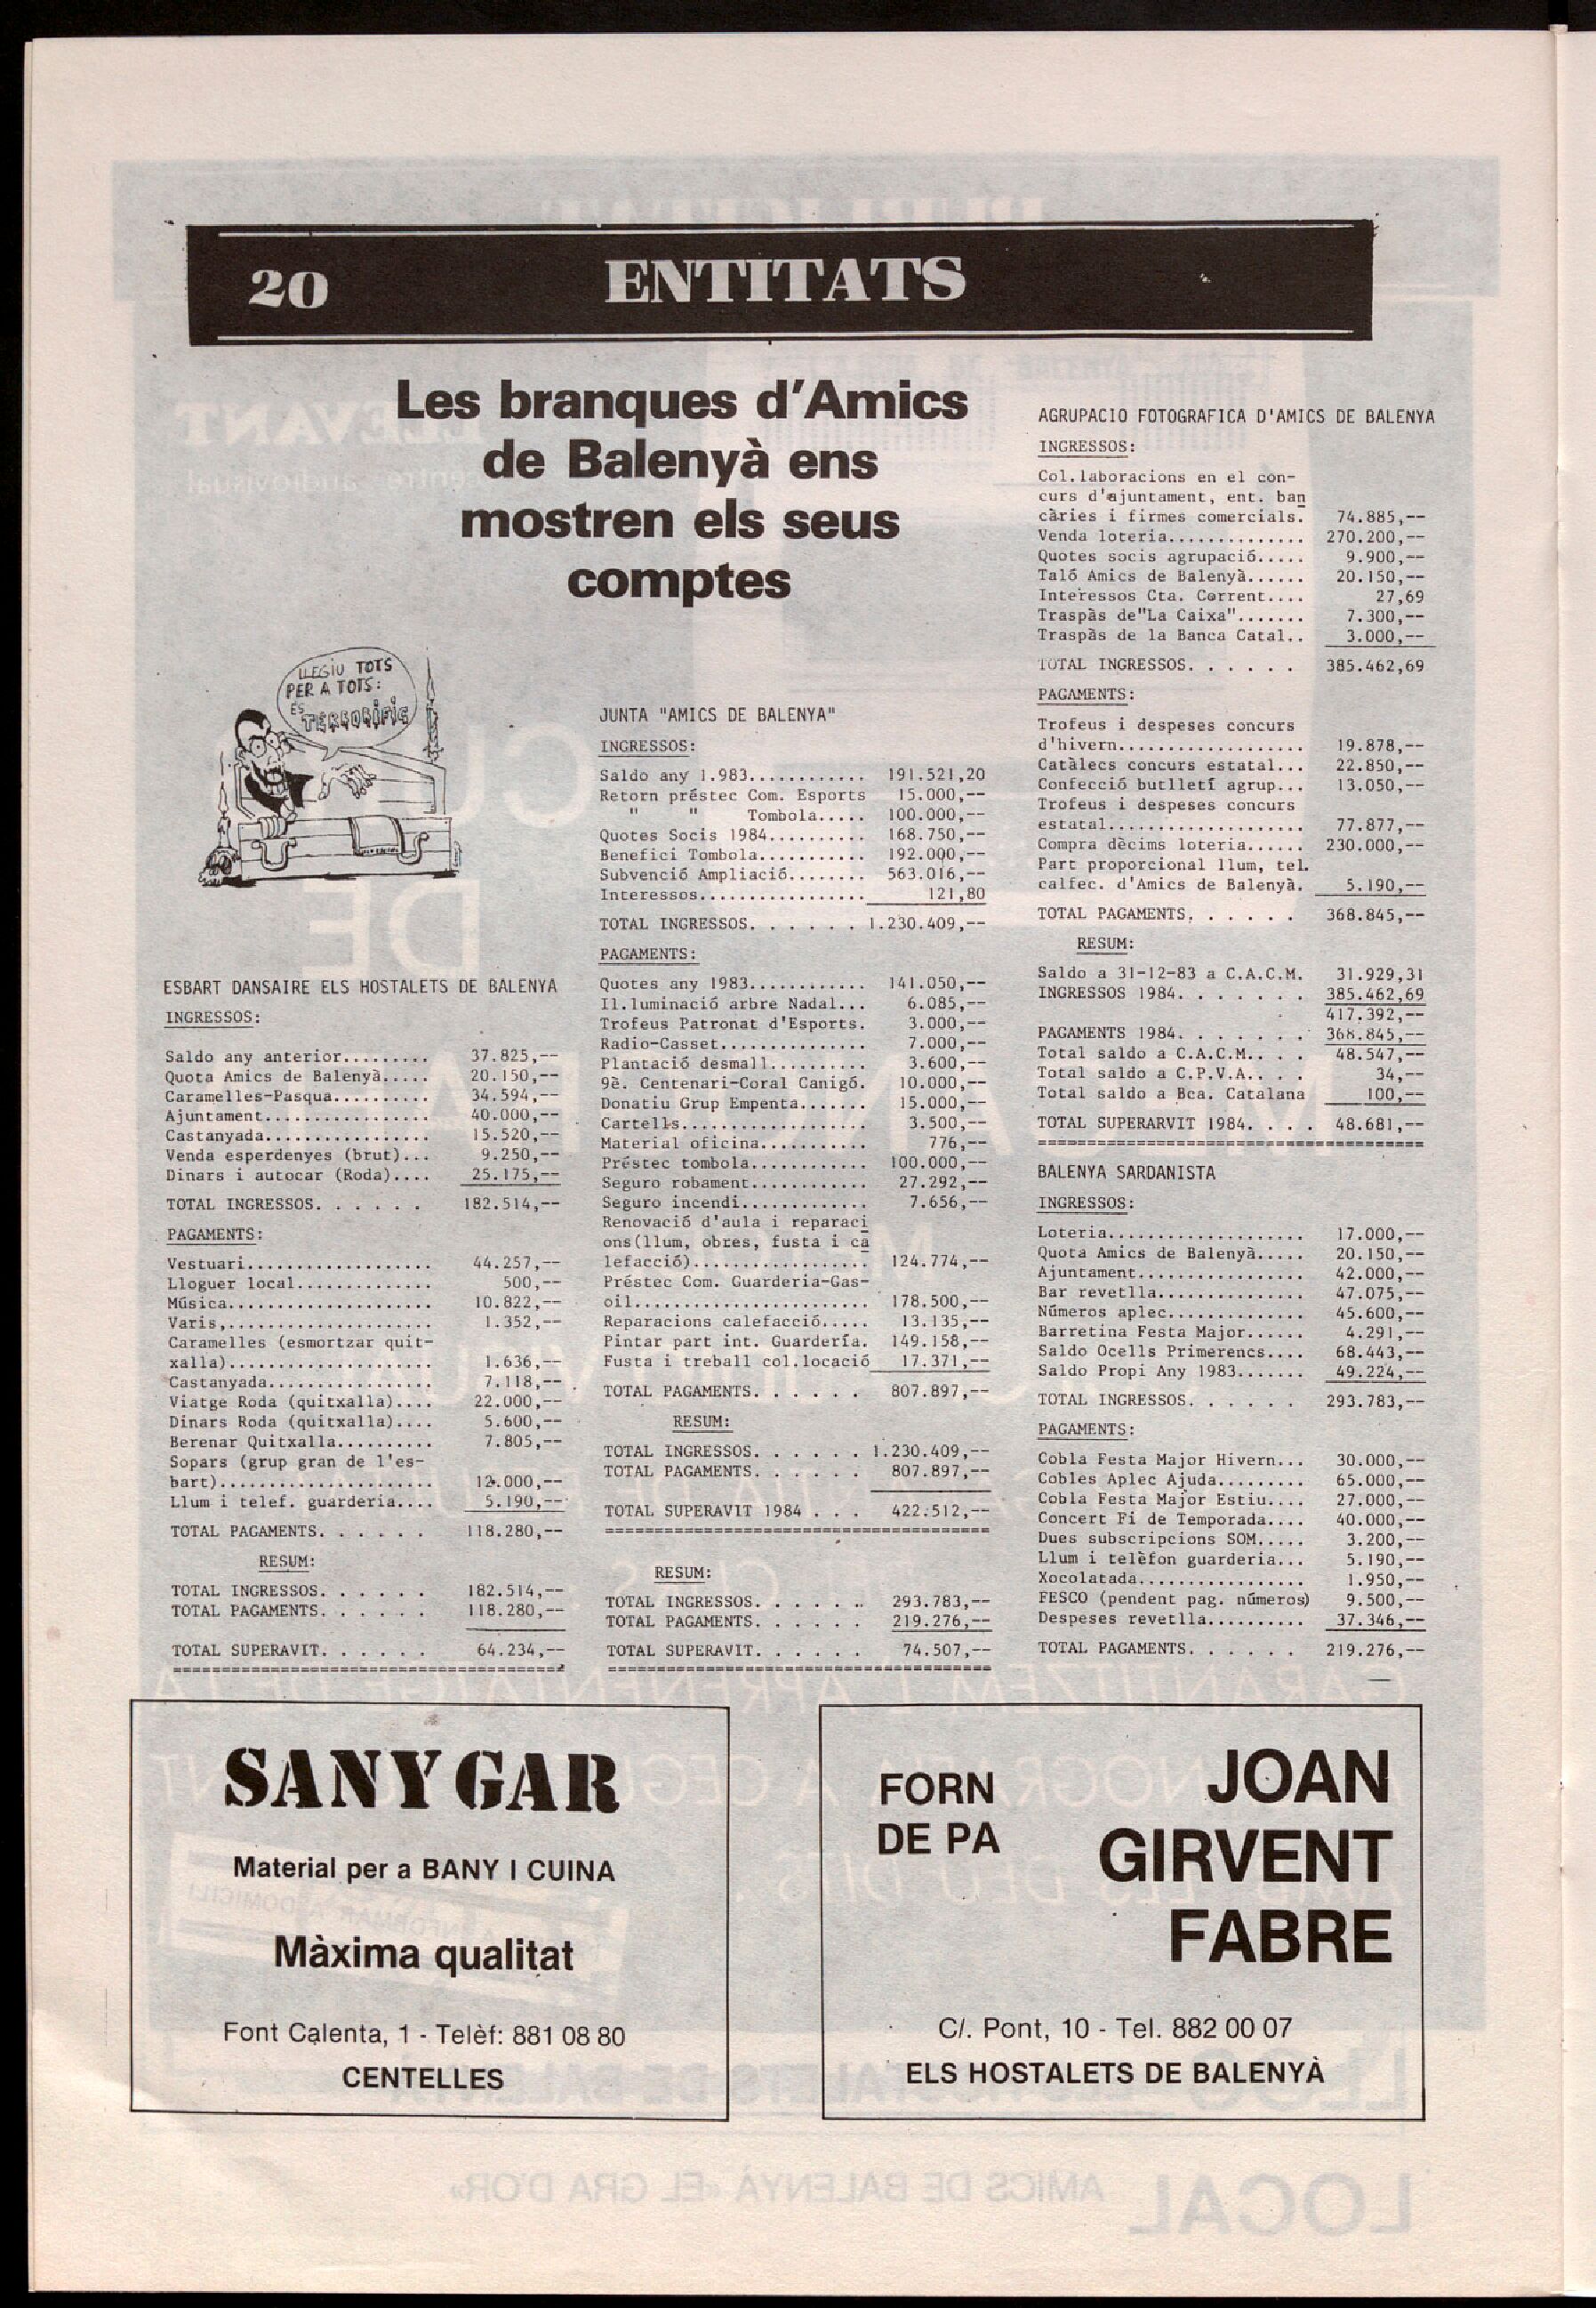 20
ENTITATS
Les branques d'Amics
de Balenyà ens
mostren els seus
comptes
LLEGIU TOTS
PER A TOTS:
ÉS
TERRORÍFIC
ESBART DANSAIRE ELS HOSTALETS DE BALENYA
INGRESSOS:
Saldo any anterior......... 37.825,--
Quota Amics de Balenyà..... 20.150,--
Caramelles-Pasqua.......... 34.594,--
Ajuntament................. 40.000,--
Castanyada................. 15.520,--
Venda esperdenyes (brut)... 9.250,--
Dinars i autocar (Roda).... 25.175,--
TOTAL INGRESSOS. . . . . . 182.514,--
PAGAMENTS:
Vestuari................... 44.257,--
Lloguer local.............. 500,--
Música..................... 10.822,--
Varis,..................... 1.352,--
Caramelles (esmortzar quit-
xalla)..................... 1.636,--
Castanyada................. 7.118,--
Viatge Roda (quitxalla).... 22.000,--
Dinars Roda (quitxalla).... 5.600,--
Berenar Quitxalla.......... 7.805,--
Sopars (grup gran de l'es-
bart)...................... 12.000,--
Llum i telef. guarderia.... 5.190,--
TOTAL PAGAMENTS. . . . . . 118.280,--
RESUM:
TOTAL INGRESSOS. . . . . . 182.514,--
TOTAL PAGAMENTS. . . . . . 118.280,--
TOTAL SUPERAVIT. . . . . . 64.234,--
JUNTA "AMICS DE BALENYA"
INGRESSOS:
Saldo any 1.983............ 191.521,20
Retorn préstec Com. Esports 15.000,--
" " Tombola..... 100.000,--
Quotes Socis 1984.......... 168.750,--
Benefici Tombola........... 192.000,--
Subvenció Ampliació........ 563.016,--
Interessos................. 121,80
TOTAL INGRESSOS. . . . . . 1.230.409,--
PAGAMENTS:
Quotes any 1983............ 141.050,--
Il.luminació arbre Nadal... 6.085,--
Trofeus Patronat d'Esports. 3.000,--
Radio-Casset............... 7.000,--
Plantació desmall.......... 3.600,--
9è. Centenari-Coral Canigó. 10.000,--
Donatiu Grup Empenta....... 15.000,--
Cartells................... 3.500,--
Material oficina........... 776,--
Préstec tombola............ 100.000,--
Seguro robament............ 27.292,--
Seguro incendi............. 7.656,--
Renovació d'aula i reparaci
ons(llum, obres, fusta i ca
lefacció).................. 124.774,--
Préstec Com. Guarderia-Gas-
oil........................ 178.500,--
Reparacions calefacció..... 13.135,--
Pintar part int. Guardería. 149.158,--
Fusta i treball col.locació 17.371,--
TOTAL PAGAMENTS. . . . . . 807.897,--
RESUM:
TOTAL INGRESSOS. . . . . . 1.230.409,--
TOTAL PAGAMENTS. . . . . . 807.897,--
TOTAL SUPERAVIT 1984 . . . 422.512,--
RESUM:
TOTAL INGRESSOS. . . . . . 293.783,--
TOTAL PAGAMENTS. . . . . . 219.276,--
TOTAL SUPERAVIT. . . . . . 74.507,--
AGRUPACIO FOTOGRAFICA D'AMICS DE BALENYA
INGRESSOS:
Col.laboracions en el con-
curs d'ajuntament, ent. ban
càries i firmes comercials. 74.885,--
Venda loteria.............. 270.200,--
Quotes socis agrupació..... 9.900,--
Taló Amics de Balenyà...... 20.150,--
Interessos Cta. Corrent.... 27,69
Traspàs de"La Caixa"....... 7.300,--
Traspàs de la Banca Catal.. 3.000,--
TOTAL INGRESSOS. . . . . . 385.462,69
PAGAMENTS:
Trofeus i despeses concurs
d'hivern................... 19.878,--
Catàlecs concurs estatal... 22.850,--
Confecció butlletí agrup... 13.050,--
Trofeus i despeses concurs
estatal.................... 77.877,--
Compra dècims loteria...... 230.000,--
Part proporcional llum, tel.
calfec. d'Amics de Balenyà. 5.190,--
TOTAL PAGAMENTS. . . . . . 368.845,--
RESUM:
Saldo a 31-12-83 a C.A.C.M. 31.929,31
INGRESSOS 1984. . . . . . . 385.462,69
417.392,--
PAGAMENTS 1984. . . . . . . 368.845,--
Total saldo a C.A.C.M.. . . 48.547,--
Total saldo a C.P.V.A.. . . 34,--
Total saldo a Bca. Catalana 100,--
TOTAL SUPERARVIT 1984. . . . 48.681,--
BALENYA SARDANISTA
INGRESSOS:
Loteria.................... 17.000,--
Quota Amics de Balenyà..... 20.150,--
Ajuntament................. 42.000,--
Bar revetlla............... 47.075,--
Números aplec.............. 45.600,--
Barretina Festa Major...... 4.291,--
Saldo Ocells Primerencs.... 68.443,--
Saldo Propi Any 1983....... 49.224,--
TOTAL INGRESSOS. . . . . . 293.783,--
PAGAMENTS:
Cobla Festa Major Hivern... 30.000,--
Cobles Aplec Ajuda......... 65.000,--
Cobla Festa Major Estiu.... 27.000,--
Concert Fi de Temporada.... 40.000,--
Dues subscripcions SOM..... 3.200,--
Llum i telèfon guarderia... 5.190,--
Xocolatada................. 1.950,--
FESCO (pendent pag. números) 9.500,--
Despeses revetlla.......... 37.346,--
TOTAL PAGAMENTS. . . . . . 219.276,--
SANYGAR
Material per a BANY I CUINA
Màxima qualitat
Font Calenta, 1 - Telèf: 881 08 80
CENTELLES
FORN
DE PA
JOAN
GIRVENT
FABRE
C/. Pont, 10 - Tel. 882 00 07
ELS HOSTALETS DE BALENYÀ